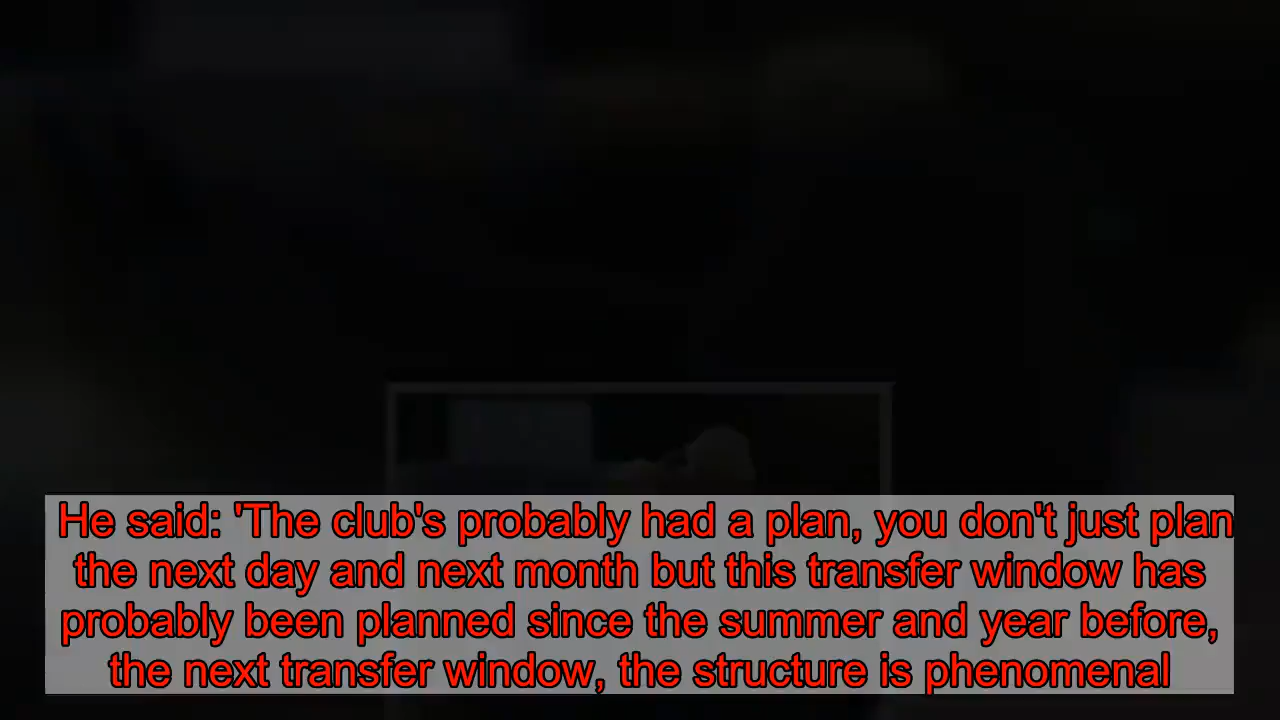 He said: 'The club's probably had a plan, you don't just plan
the next day and next month but this transfer window has
probably been planned since the summer and year before,
the next transfer window, the structure is phenomenal